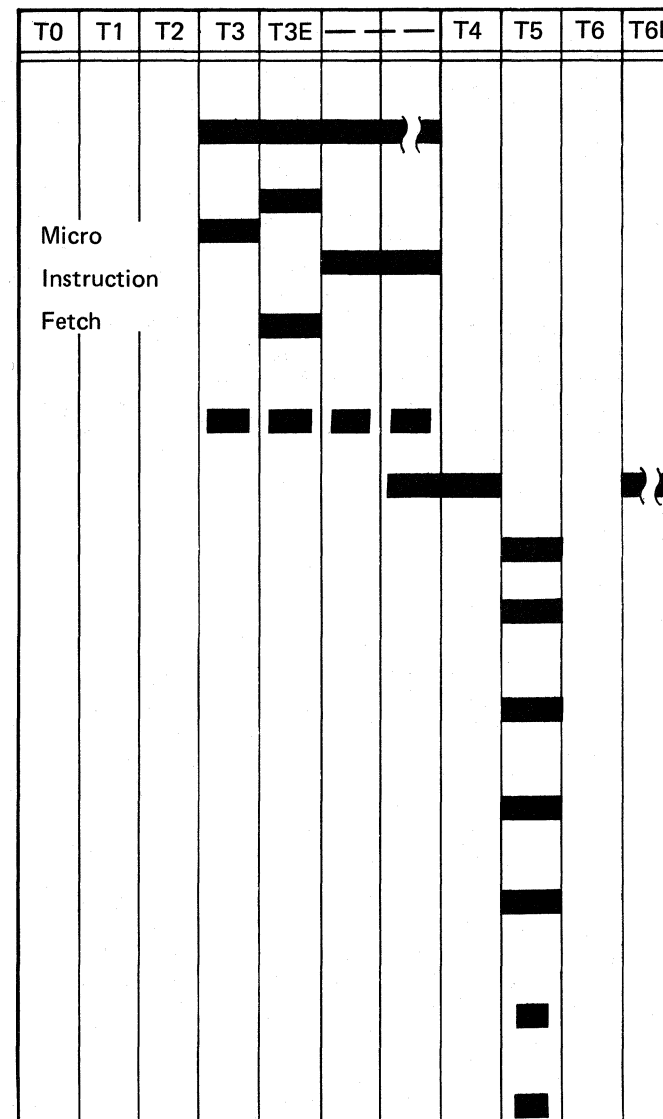 T0 T1 T2 T3 T3E — — — T4 T5 T6
Micro
Instruction
Fetch